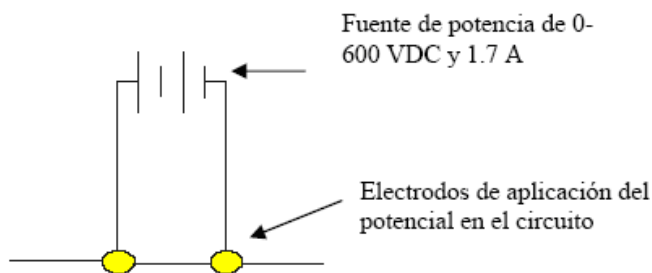 Fuente de potencia de 0-
600 VDC y 1.7 A
Electrodos de aplicación del
potencial en el circuito